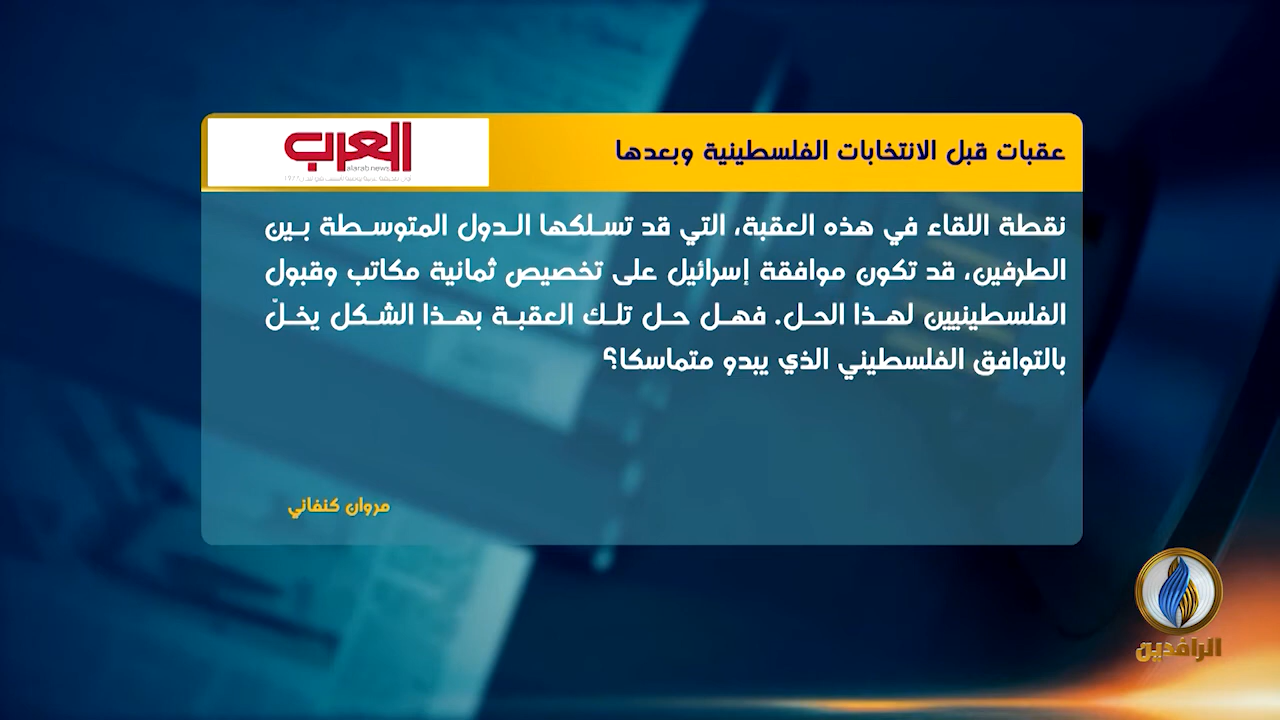 عقبات قبل الانتخابات الفلسطينية وبعدها
العرب
alarab news
نقطة اللقاء في هذه العقبة، التي قد تسلكها الدول المتوسطة بين
الطرفين، قد تكون موافقة إسرائيل على تخصيص ثمانية مكاتب وقبول
الفلسطينيين لهذا الحل. فهل حل تلك العقبة بهذا الشكل يخلّ
بالتوافق الفلسطيني الذي يبدو متماسكا؟
مروان كنفاني
الرافدين